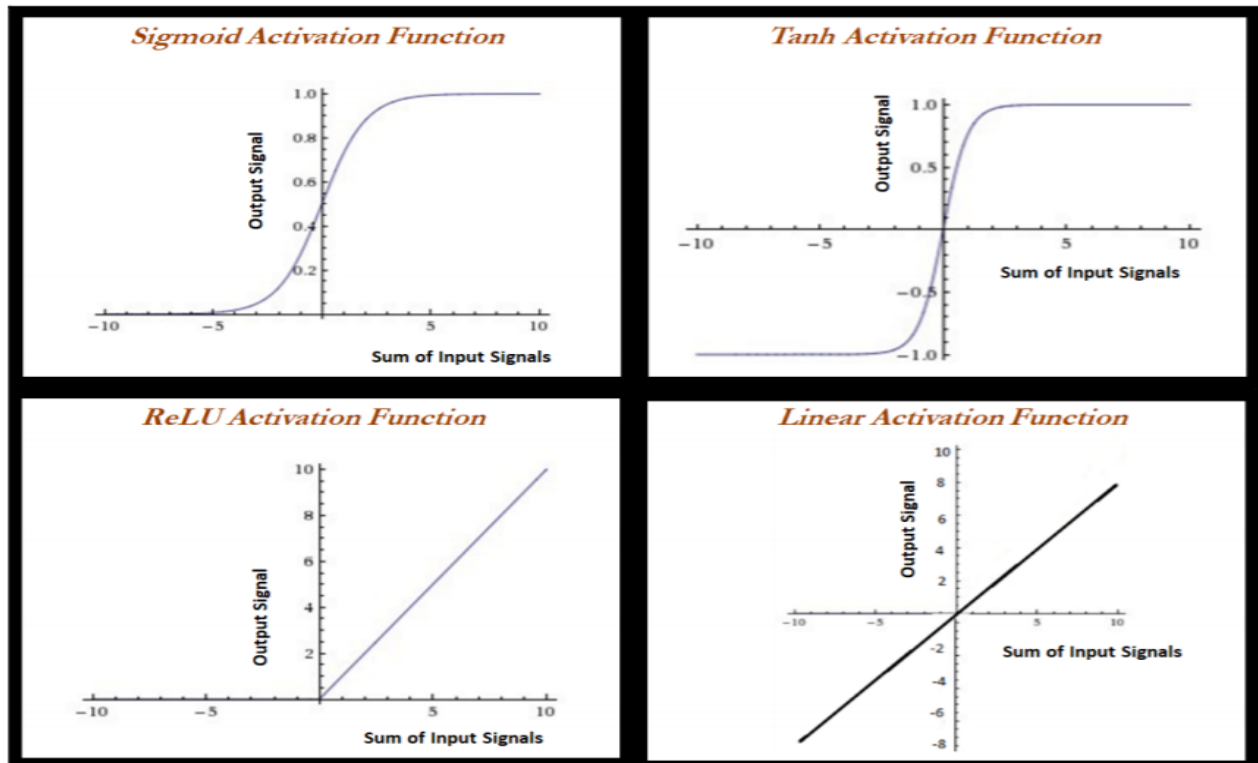 Sigmoid Activation Function
1.0
0.8
0.6
0.4
0.2
Output Signal
-10 -5 5 10
Sum of Input Signals
Tanh Activation Function
1.0
0.5
Output Signal
-10 -5 5 10
Sum of Input Signals
-0.5
-1.0
ReLU Activation Function
10
8
6
4
2
Output Signal
-10 -5 5 10
Sum of Input Signals
Linear Activation Function
10
8
6
4
2
Output Signal
-10 -5 5 10
Sum of Input Signals
-2
-4
-6
-8